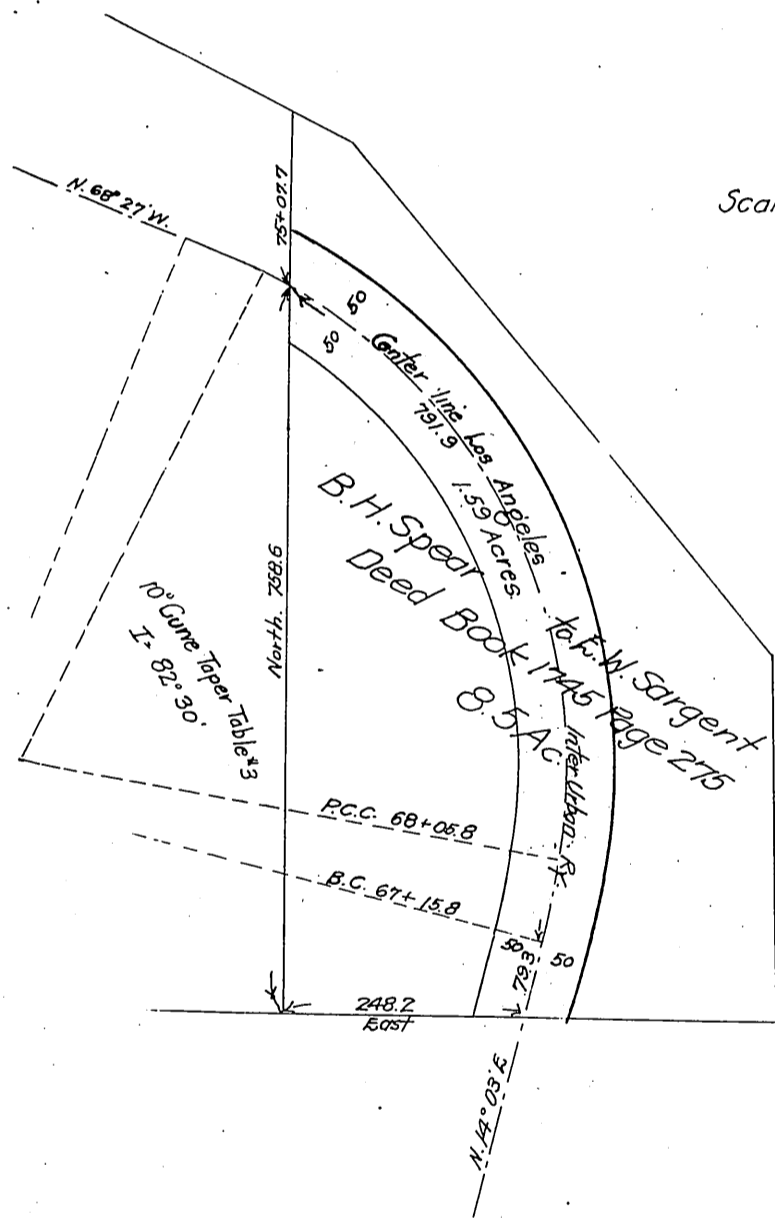 Scal
N. 68° 27' W.
75+07.7
50
50
Center line Los Angeles
791.9
1.59 Acres.
B.H. Spear
to E.W. Sargent
Deed Book 1745 Page 275
8.5 Ac.
Inter Urban Ry.
North. 758.6
10° Curve Taper Table #3
I = 82° 30'
P.C.C. 68+05.8
B.C. 67+15.8
50
79.3
50
248.2
East
N. 14° 03' E